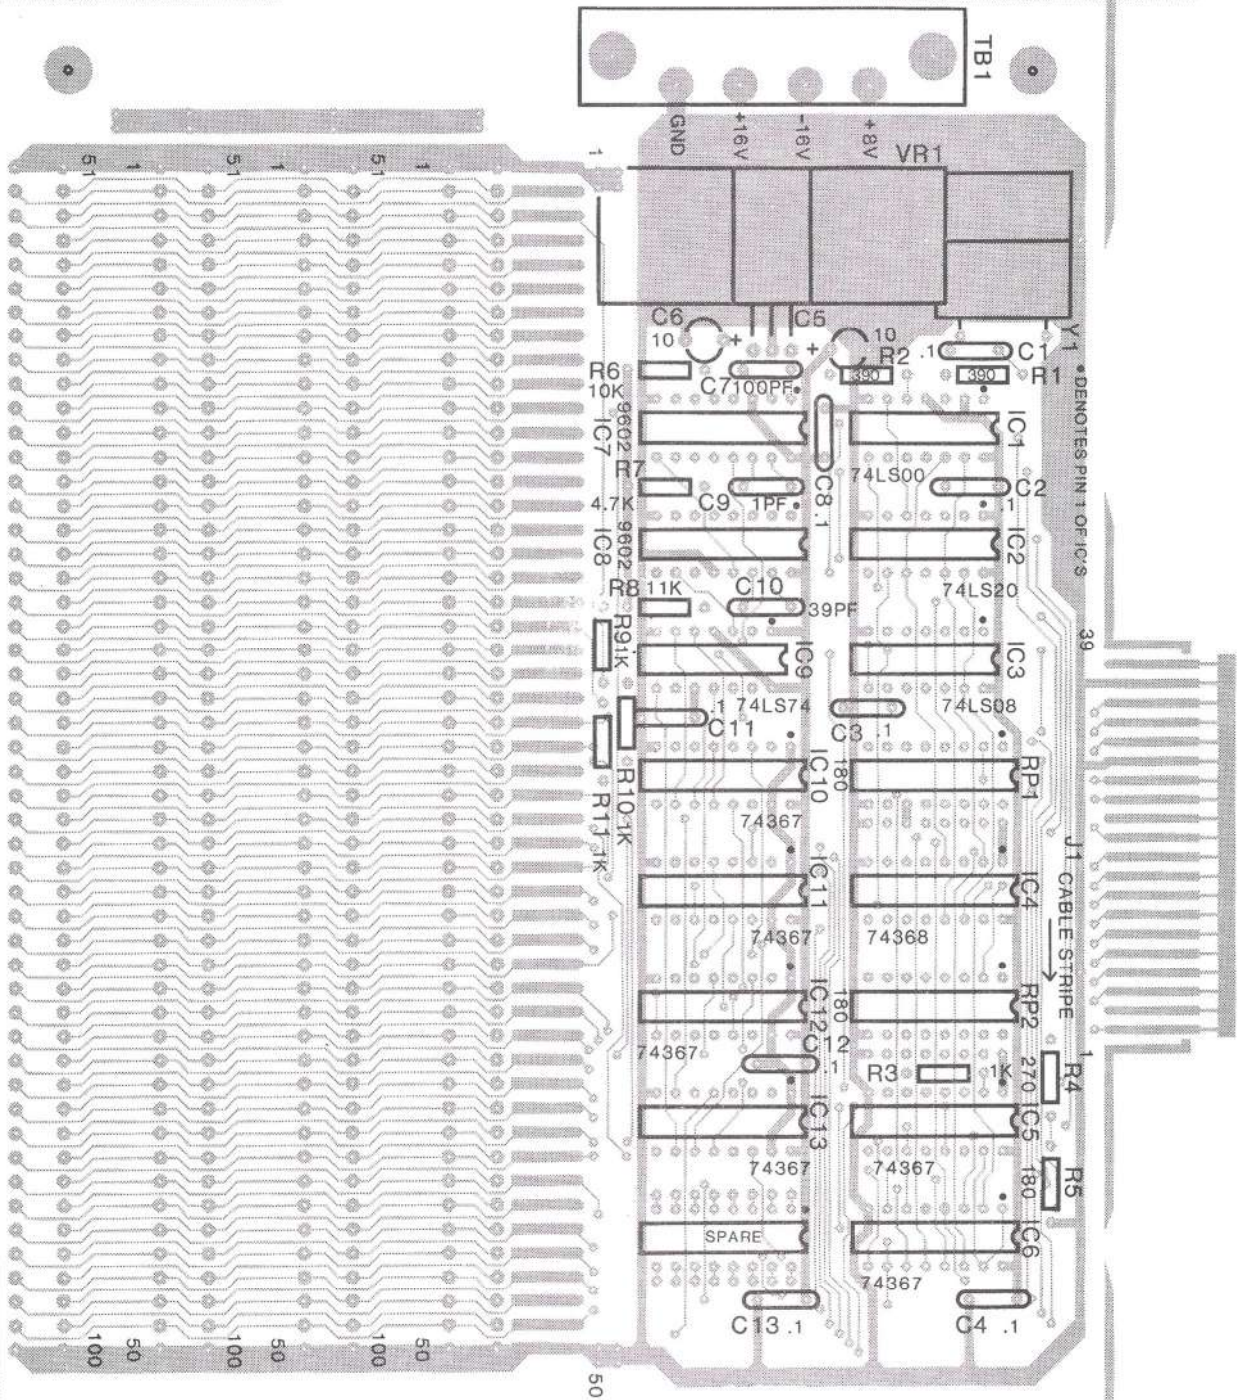 TB1
GND
+16V
-16V
+8V
VR1
1
51
1
51
1
51
1
C6
10
+
C5
+
10
R2
390
.1
C1
Y1
390
R1
R6
10K
C7
100PF
• DENOTES PIN 1 OF IC'S
9602
IC7
IC1
R7
C8 .1
74LS00
C2
.1
4.7K
C9
1PF
9602
IC8
IC2
R8
11K
C10
39PF
74LS20
R9
1K
IC9
IC3
39
74LS74
74LS08
.1
C11
C3 .1
R10 1K
R11 1K
IC10
180
RP1
74367
J1 CABLE STRIPE
IC11
IC4
74367
74368
IC12
180
RP2
74367
C12
.1
R3
1K
1
R4
270
IC13
IC5
74367
74367
R5
180
SPARE
IC6
74367
C13 .1
C4 .1
100
50
100
50
100
50
50